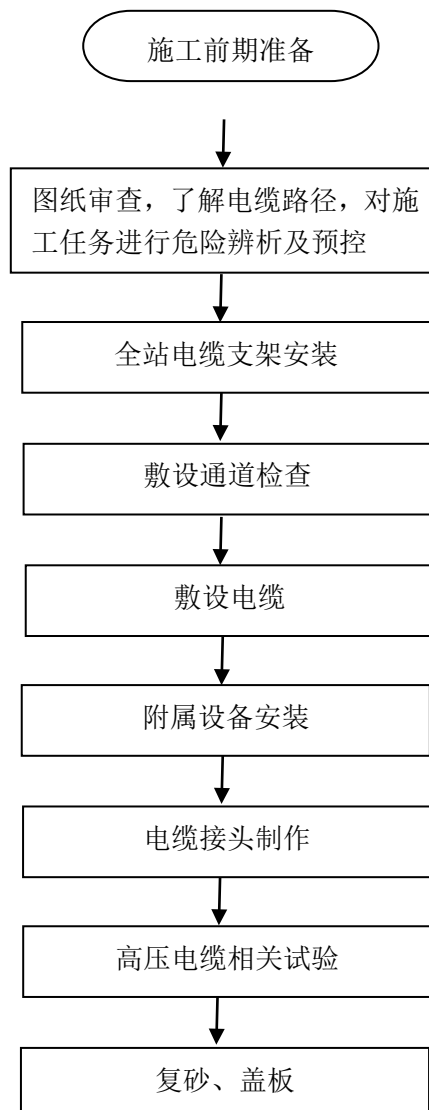 施工前期准备
图纸审查，了解电缆路径，对施
工任务进行危险辨析及预控
全站电缆支架安装
敷设通道检查
敷设电缆
附属设备安装
电缆接头制作
高压电缆相关试验
复砂、盖板